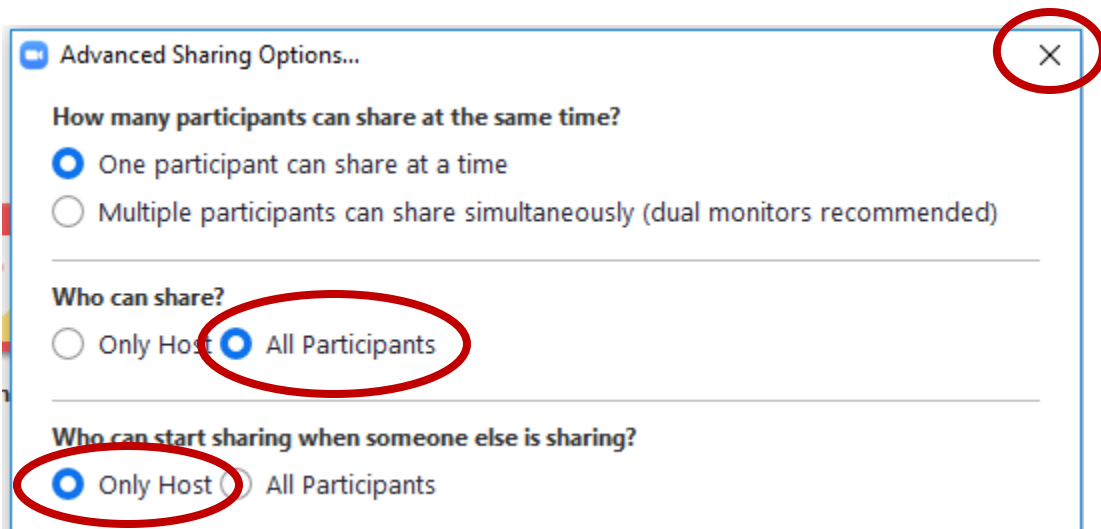 Advanced Sharing Options...
How many participants can share at the same time?
One participant can share at a time
Multiple participants can share simultaneously (dual monitors recommended)
Who can share?
Only Host All Participants
Who can start sharing when someone else is sharing?
Only Host All Participants